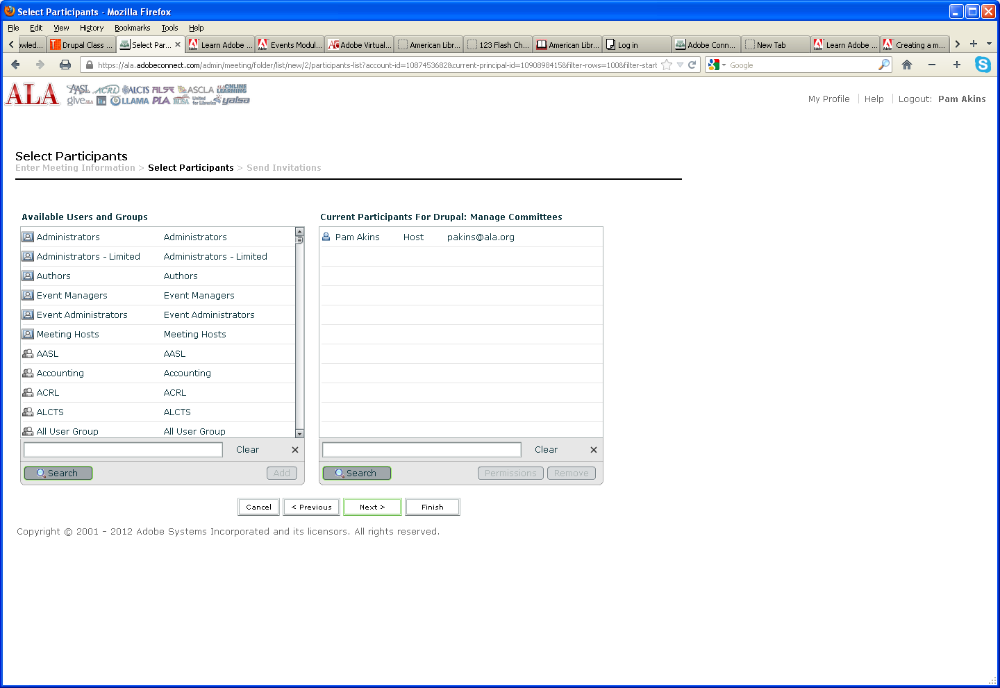 Select Participants - Mozilla Firefox
File Edit View History Bookmarks Tools Help
owled... Drupal Class ... Select Par... Learn Adobe ... Events Modul... Adobe Virtual... American Libr... 123 Flash Ch... American Libr... Log in Adobe Conn... New Tab Learn Adobe ... Creating a m...
https://ala.adobeconnect.com/admin/meeting/folder/list/new/2/participants-list?account-id=1087453682&current-principal-id=1090898415&filter-rows=100&filter-start Google
ALA AASL ACRL ALCTS ASCLA ALA ONLINE LEARNING
giveALA LLAMA PLA RUSA United for Libraries yalsa
My Profile Help Logout: Pam Akins
Select Participants
Enter Meeting Information > Select Participants > Send Invitations
Available Users and Groups
Administrators Administrators
Administrators - Limited Administrators - Limited
Authors Authors
Event Managers Event Managers
Event Administrators Event Administrators
Meeting Hosts Meeting Hosts
AASL AASL
Accounting Accounting
ACRL ACRL
ALCTS ALCTS
All User Group All User Group
Clear
Search Add
Current Participants For Drupal: Manage Committees
Pam Akins Host pakins@ala.org
Clear
Search Permissions Remove
Cancel < Previous Next > Finish
Copyright © 2001 - 2012 Adobe Systems Incorporated and its licensors. All rights reserved.